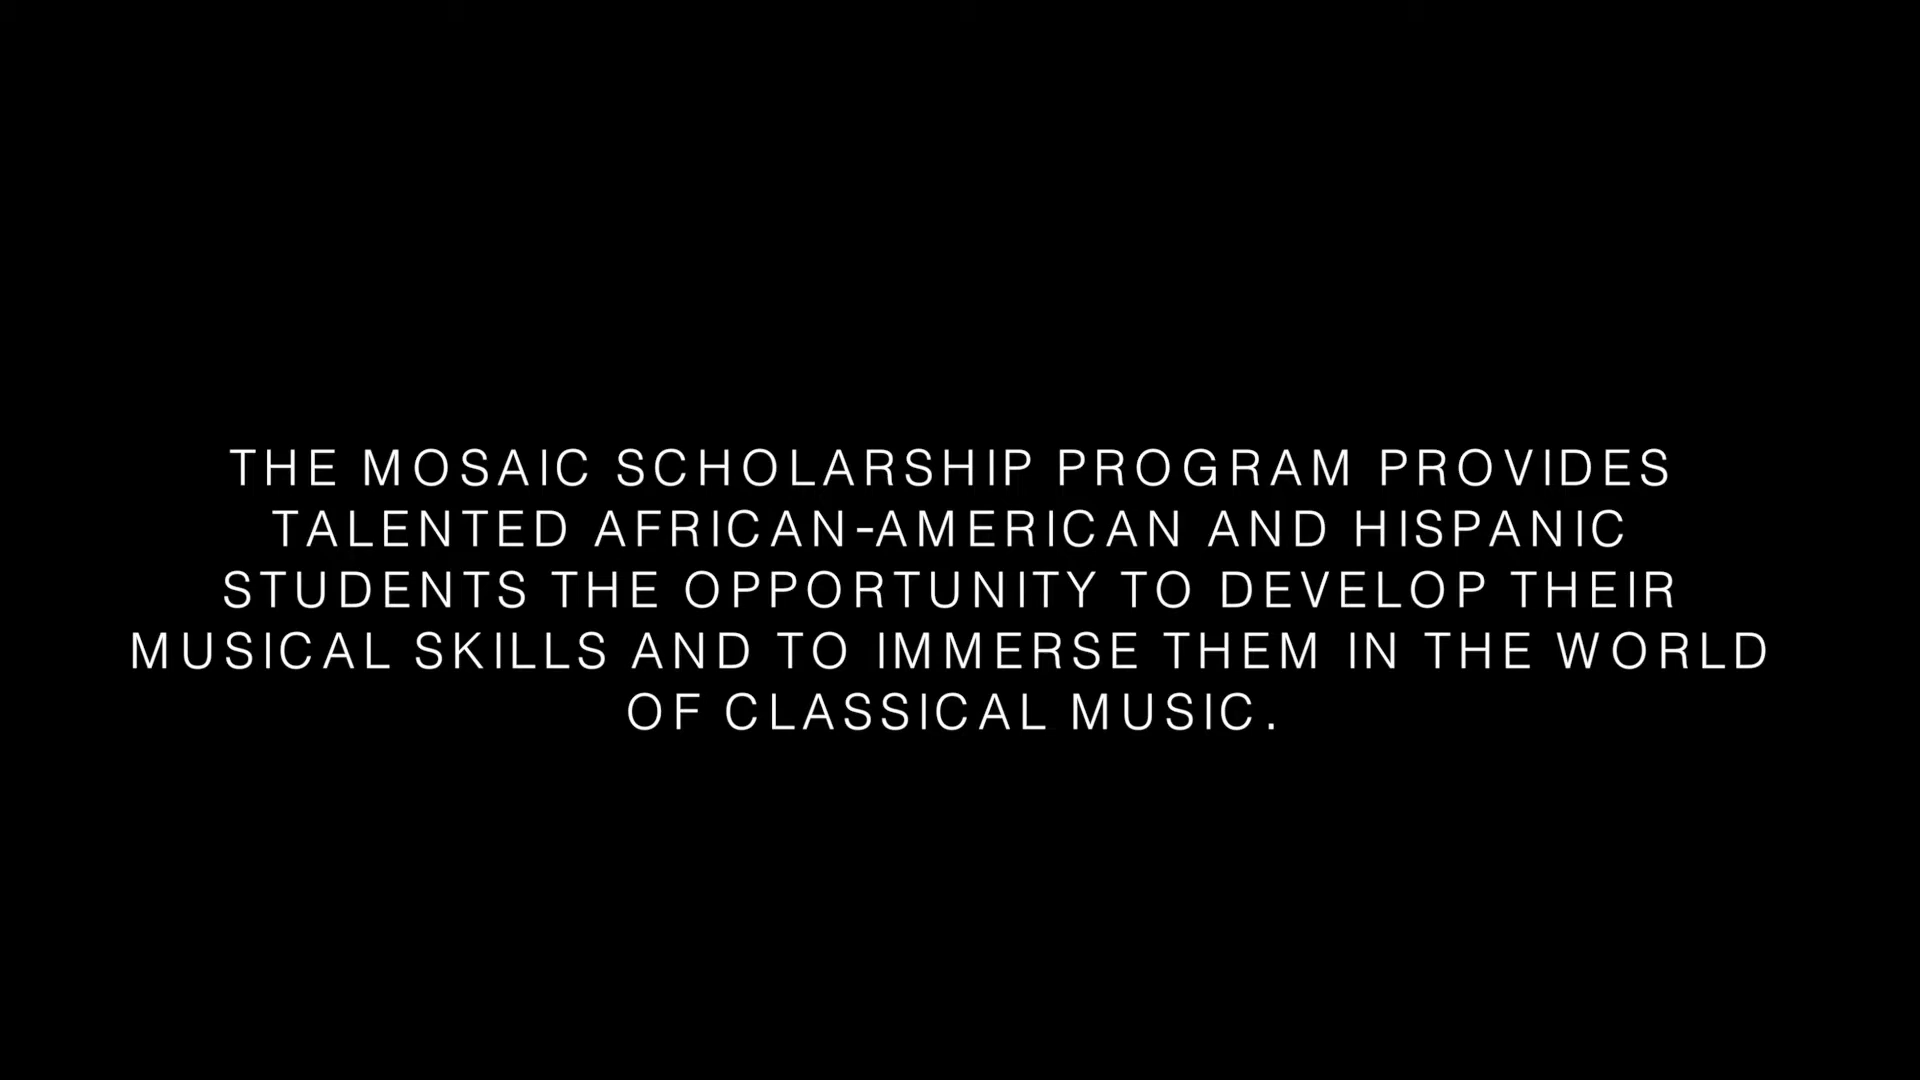 THE MOSAIC SCHOLARSHIP PROGRAM PROVIDES
TALENTED AFRICAN-AMERICAN AND HISPANIC
STUDENTS THE OPPORTUNITY TO DEVELOP THEIR
MUSICAL SKILLS AND TO IMMERSE THEM IN THE WORLD
OF CLASSICAL MUSIC.